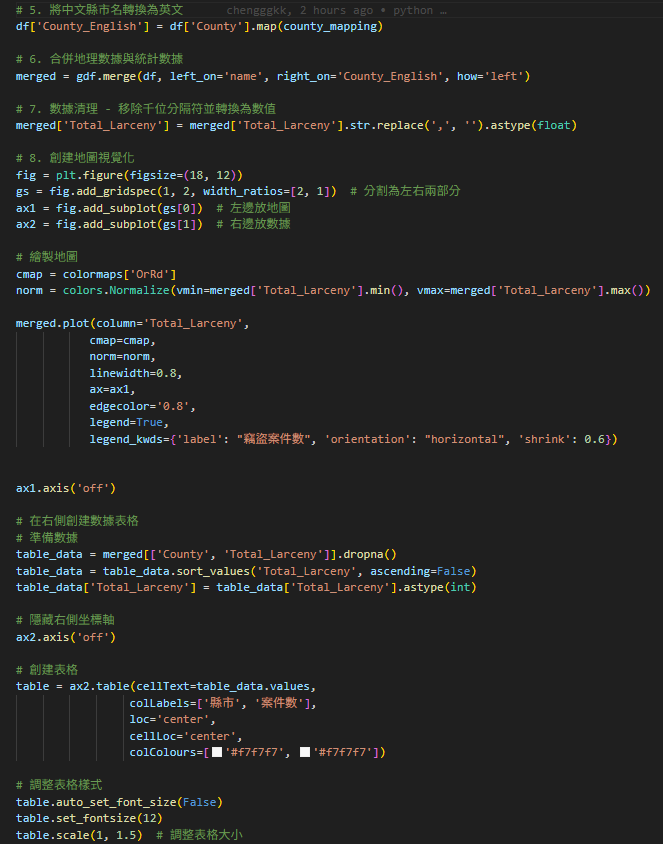 # 5. 將中文縣市名轉換為英文 chengggkk, 2 hours ago • python …
df['County_English'] = df['County'].map(county_mapping)
# 6. 合併地理數據與統計數據
merged = gdf.merge(df, left_on='name', right_on='County_English', how='left')
# 7. 數據清理 - 移除千位分隔符並轉換為數值
merged['Total_Larceny'] = merged['Total_Larceny'].str.replace(',', '').astype(float)
# 8. 創建地圖視覺化
fig = plt.figure(figsize=(18, 12))
gs = fig.add_gridspec(1, 2, width_ratios=[2, 1]) # 分割為左右兩部分
ax1 = fig.add_subplot(gs[0]) # 左邊放地圖
ax2 = fig.add_subplot(gs[1]) # 右邊放數據
# 繪製地圖
cmap = colormaps['OrRd']
norm = colors.Normalize(vmin=merged['Total_Larceny'].min(), vmax=merged['Total_Larceny'].max())
merged.plot(column='Total_Larceny',
cmap=cmap,
norm=norm,
linewidth=0.8,
ax=ax1,
edgecolor='0.8',
legend=True,
legend_kwds={'label': "竊盜案件數", 'orientation': "horizontal", 'shrink': 0.6})
ax1.axis('off')
# 在右側創建數據表格
# 準備數據
table_data = merged[['County', 'Total_Larceny']].dropna()
table_data = table_data.sort_values('Total_Larceny', ascending=False)
table_data['Total_Larceny'] = table_data['Total_Larceny'].astype(int)
# 隱藏右側坐標軸
ax2.axis('off')
# 創建表格
table = ax2.table(cellText=table_data.values,
colLabels=['縣市', '案件數'],
loc='center',
cellLoc='center',
colColours=['#f7f7f7', '#f7f7f7'])
# 調整表格樣式
table.auto_set_font_size(False)
table.set_fontsize(12)
table.scale(1, 1.5) # 調整表格大小